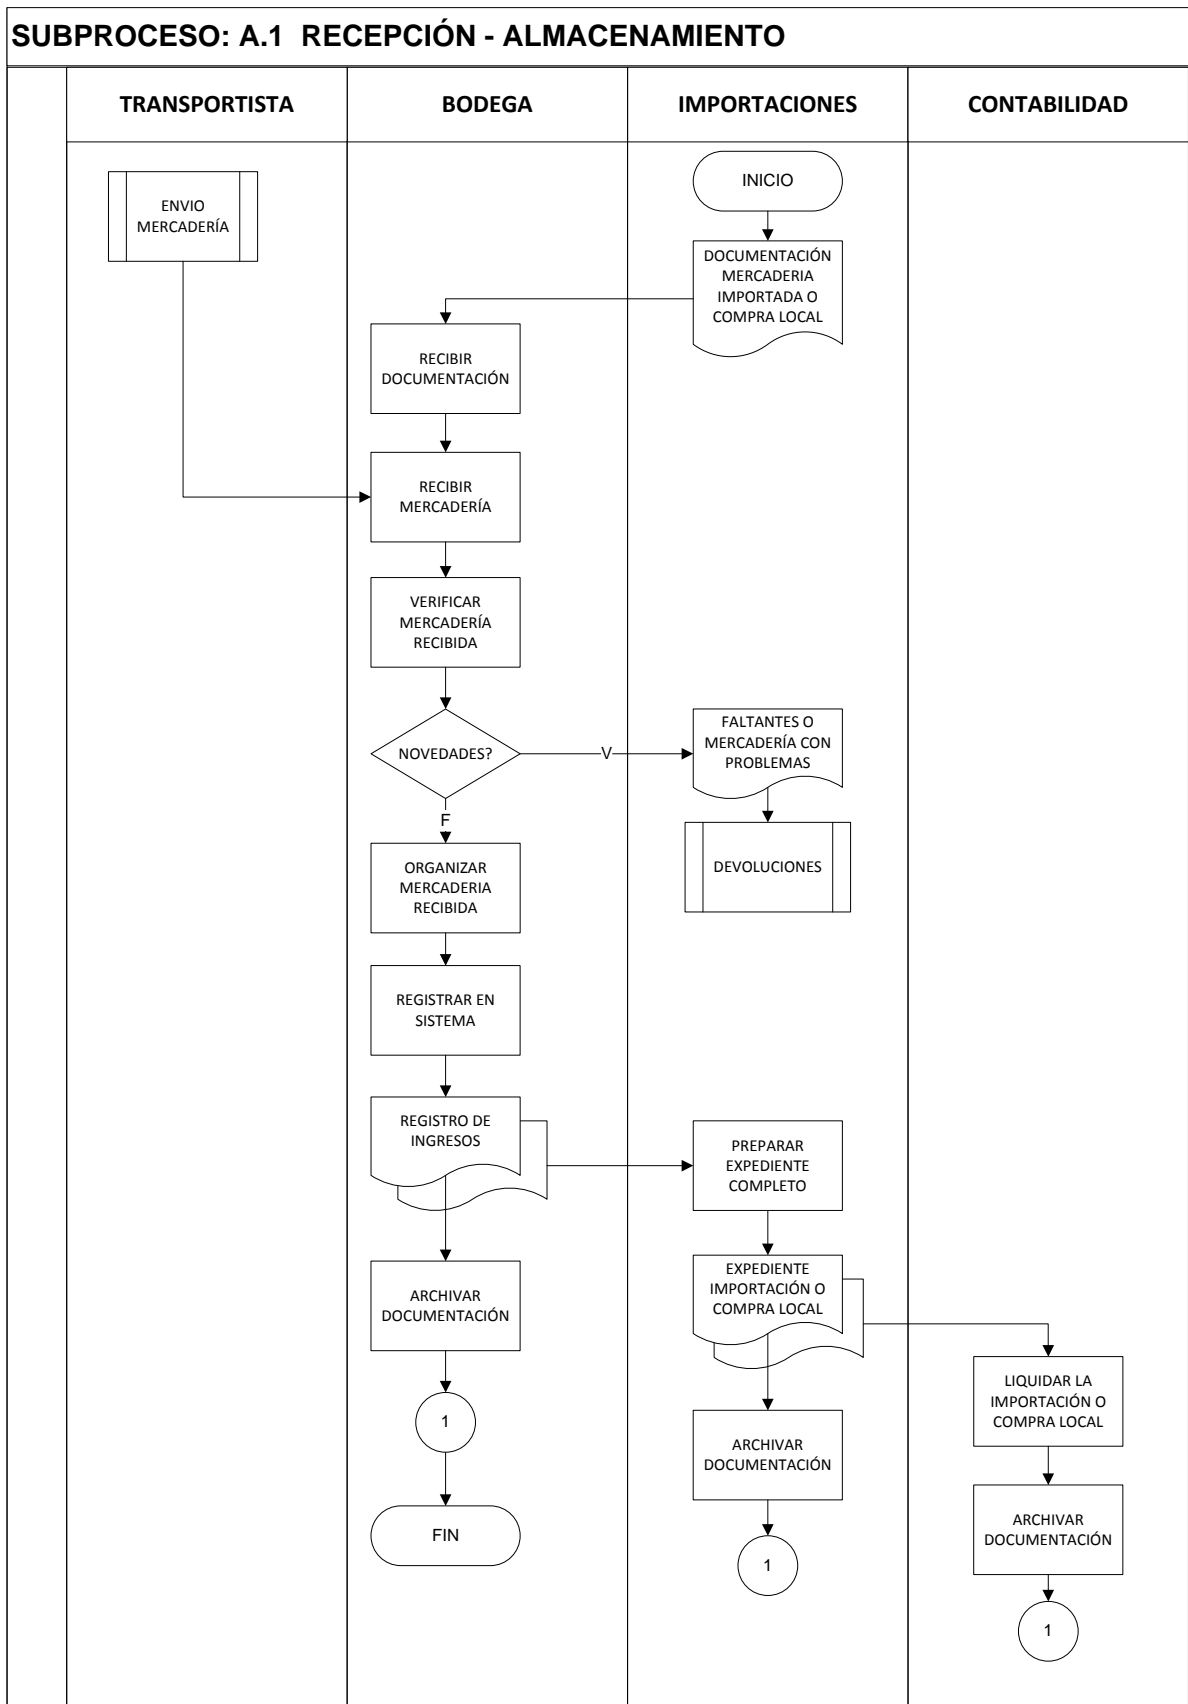 SUBPROCESO: A.1 RECEPCIÓN - ALMACENAMIENTO
TRANSPORTISTA
BODEGA
IMPORTACIONES
CONTABILIDAD
ENVIO
MERCADERÍA
INICIO
DOCUMENTACIÓN
MERCADERIA
IMPORTADA O
COMPRA LOCAL
RECIBIR
DOCUMENTACIÓN
RECIBIR
MERCADERÍA
VERIFICAR
MERCADERÍA
RECIBIDA
NOVEDADES?
V
FALTANTES O
MERCADERÍA CON
PROBLEMAS
F
DEVOLUCIONES
ORGANIZAR
MERCADERIA
RECIBIDA
REGISTRAR EN
SISTEMA
REGISTRO DE
INGRESOS
PREPARAR
EXPEDIENTE
COMPLETO
EXPEDIENTE
IMPORTACIÓN O
COMPRA LOCAL
ARCHIVAR
DOCUMENTACIÓN
LIQUIDAR LA
IMPORTACIÓN O
COMPRA LOCAL
1
ARCHIVAR
DOCUMENTACIÓN
ARCHIVAR
DOCUMENTACIÓN
FIN
1
1